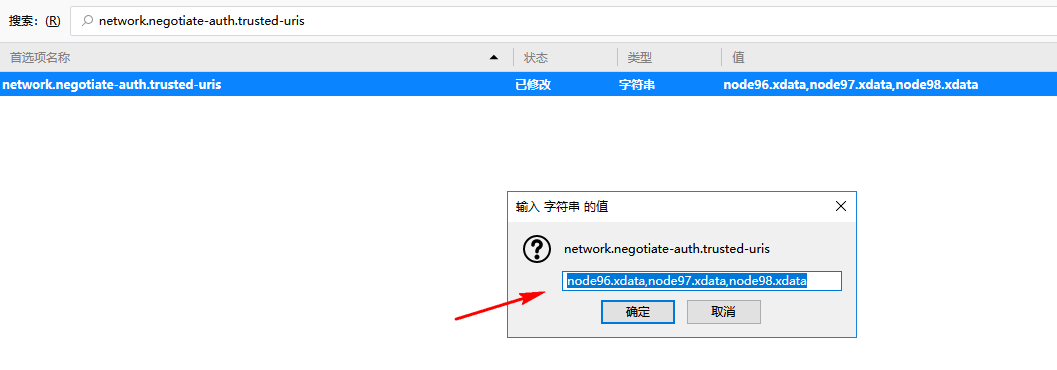 搜索：(R) network.negotiate-auth.trusted-uris
首选项名称 状态 类型 值
network.negotiate-auth.trusted-uris 已修改 字符串 node96.xdata,node97.xdata,node98.xdata
输入 字符串 的值
network.negotiate-auth.trusted-uris
node96.xdata,node97.xdata,node98.xdata
确定 取消